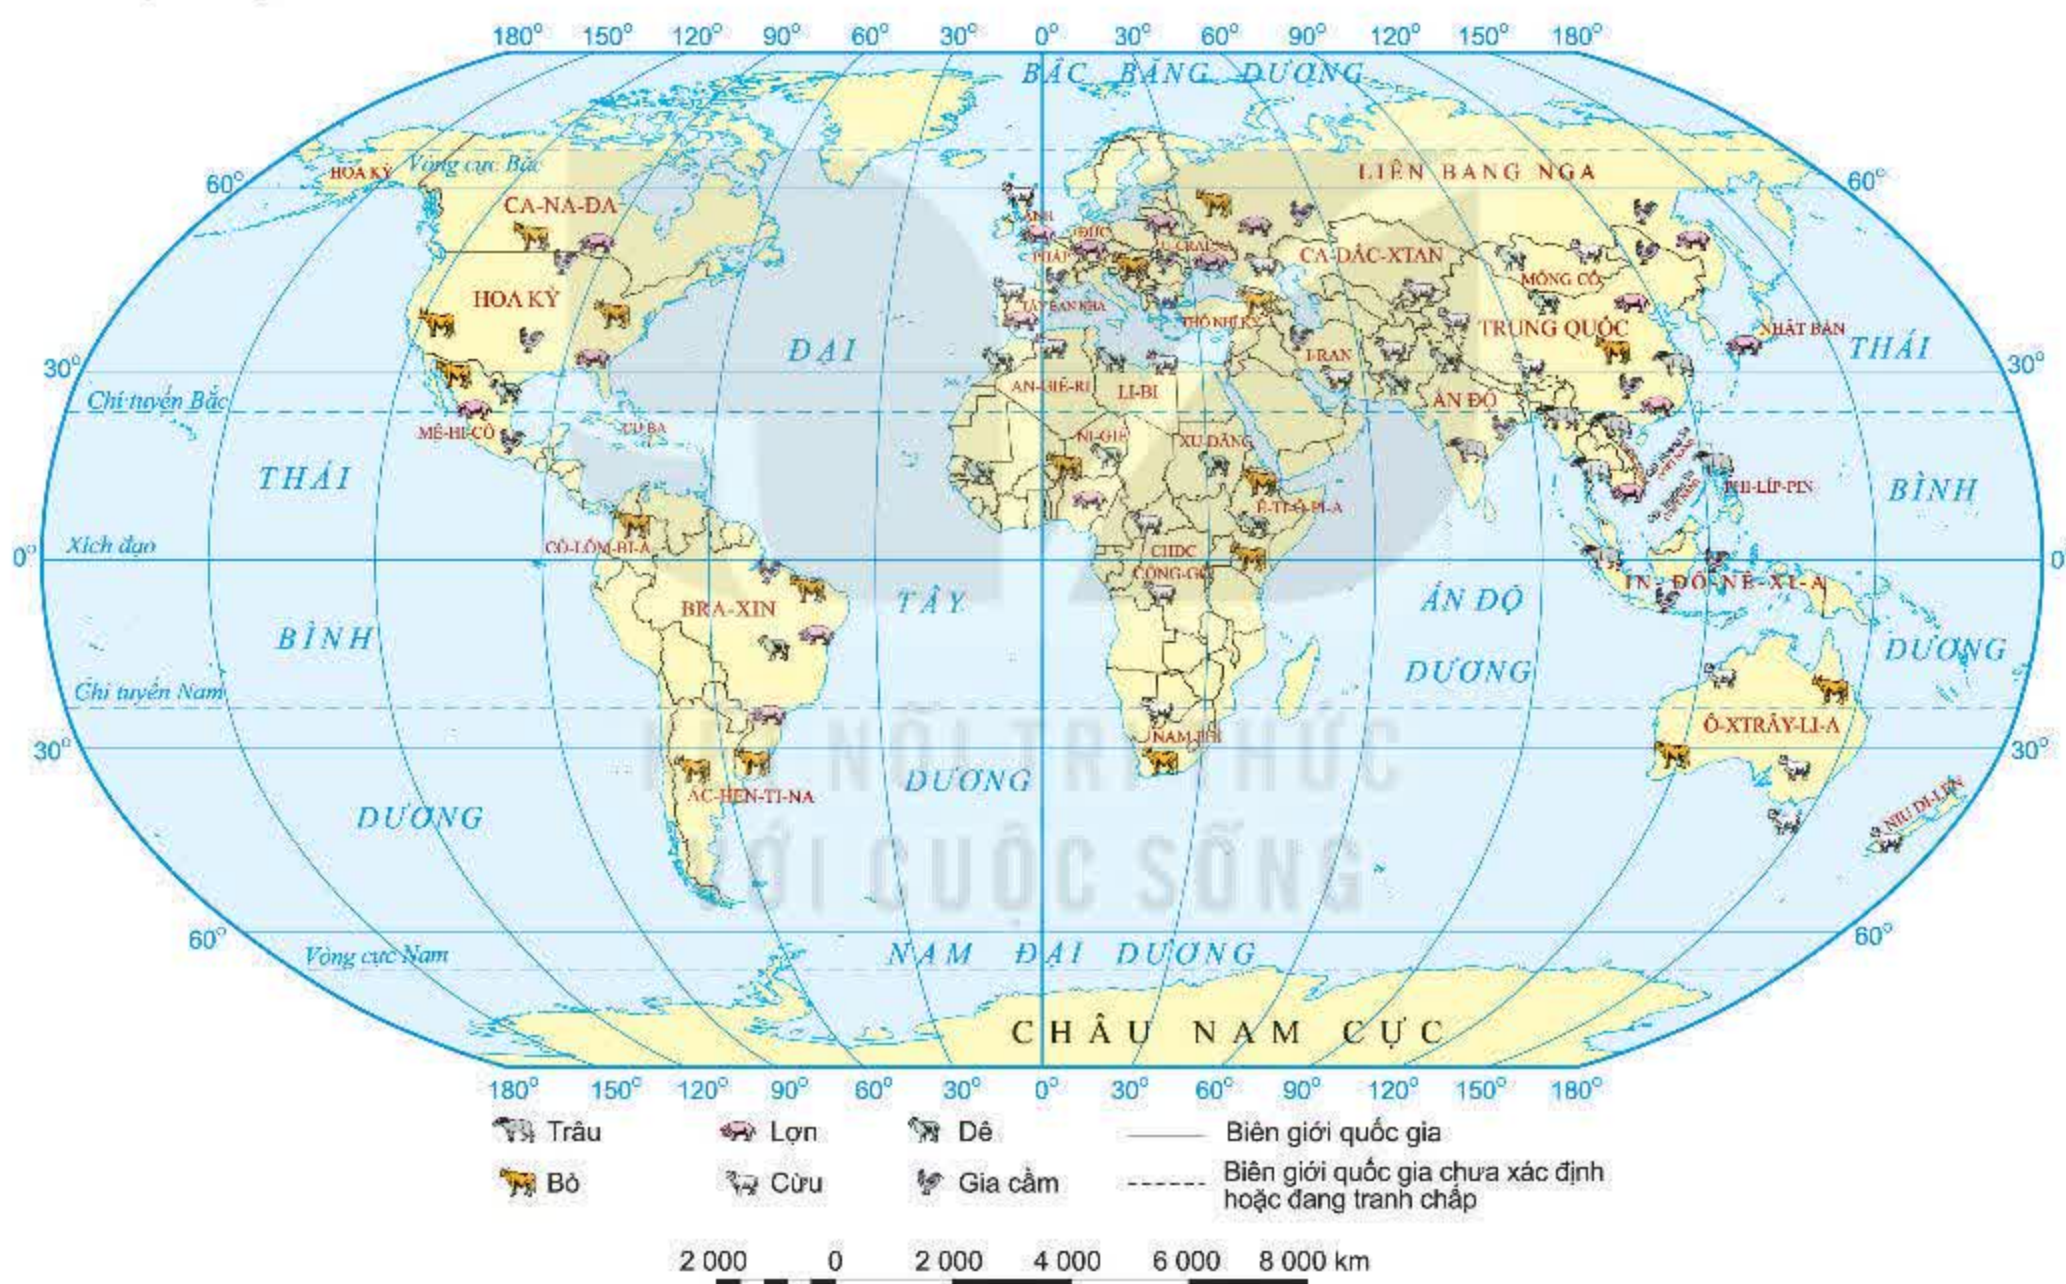 180° 150° 120° 90° 60° 30° 0° 30° 60° 90° 120° 150° 180°
BẮC BĂNG DƯƠNG
HOA KỲ
Vòng cực Bắc
LIÊN BANG NGA
60°
60°
CA-NA-ĐA
ANH
ĐỨC
PHÁP
U-CRAI-NA
CA-DẮC-XTAN
MÔNG CỔ
HOA KỲ
TÂY BAN NHA
THỔ NHĨ KỲ
TRUNG QUỐC
NHẬT BẢN
ĐẠI
THÁI
30°
I-RAN
30°
AN-GIÊ-RI
LI-BI
ẤN ĐỘ
Chí tuyến Bắc
MÊ-HI-CÔ
CU BA
NI-GIÊ
XU-ĐĂNG
THÁI
BÌNH
PHI-LÍP-PIN
Ê-TI-Ô-PI-A
0°
Xích đạo
CÔ-LÔM-BI-A
CHDC
CÔNG-GÔ
0
IN-ĐÔ-NÊ-XI-A
BRA-XIN
TÂY
ẤN ĐỘ
BÌNH
DƯƠNG
DƯƠNG
Chí tuyến Nam
Ô-XTRÂY-LI-A
NAM PHI
KẾT NỐI TRI THỨC
30°
30°
DƯƠNG
AC-HEN-TI-NA
DƯƠNG
NIU DI-LEN
VỚI CUỘC SỐNG
60°
60°
Vòng cực Nam
NAM ĐẠI DƯƠNG
CHÂU NAM CỰC
180° 150° 120° 90° 60° 30° 0° 30° 60° 90° 120° 150° 180°
Trâu
Lợn
Dê
Biên giới quốc gia
Bò
Cừu
Gia cầm
Biên giới quốc gia chưa xác định
hoặc đang tranh chấp
2 000 0 2 000 4 000 6 000 8 000 km